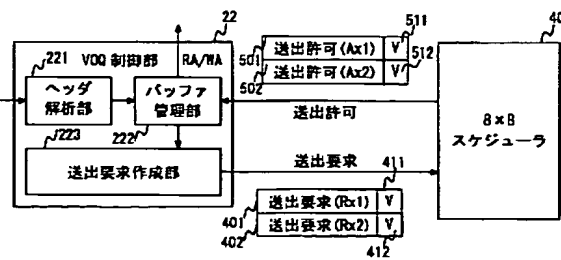 22
221
VOQ 制御部
RA/WA
ヘッダ
解析部
バッファ
管理部
222
223
送出要求作成部
501
送出許可(Ax1) V
511
502
送出許可(Ax2) V
512
送出許可
送出要求
411
401
送出要求(Rx1) V
402
送出要求(Rx2) V
412
40
8×8
スケジューラ